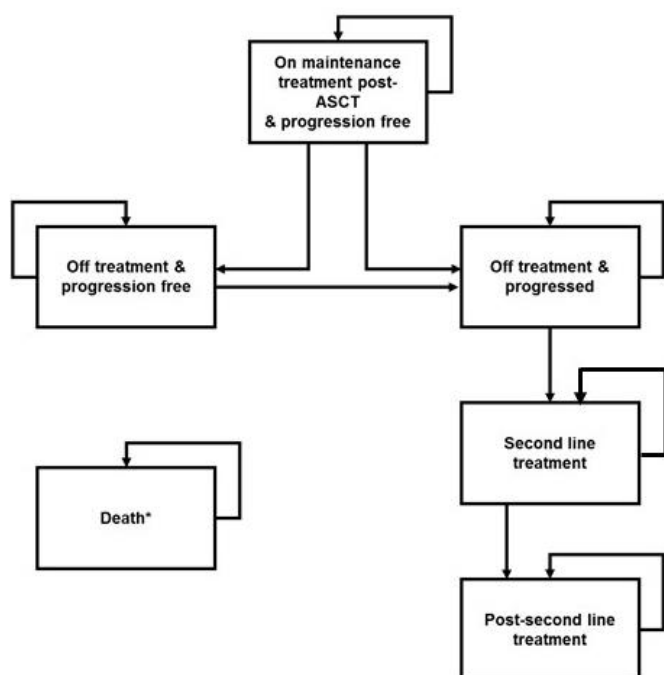 On maintenance
treatment post-
ASCT
& progression free
Off treatment &
progression free
Off treatment &
progressed
Second line
treatment
Death*
Post-second line
treatment